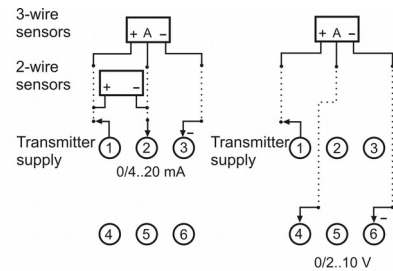 3-wire
sensors
+ A −
+ A −
2-wire
sensors
+ −
Transmitter
supply
1 2 3 −
0/4..20 mA
4 5 6
Transmitter
supply
1 2 3
4 5 6 −
0/2..10 V